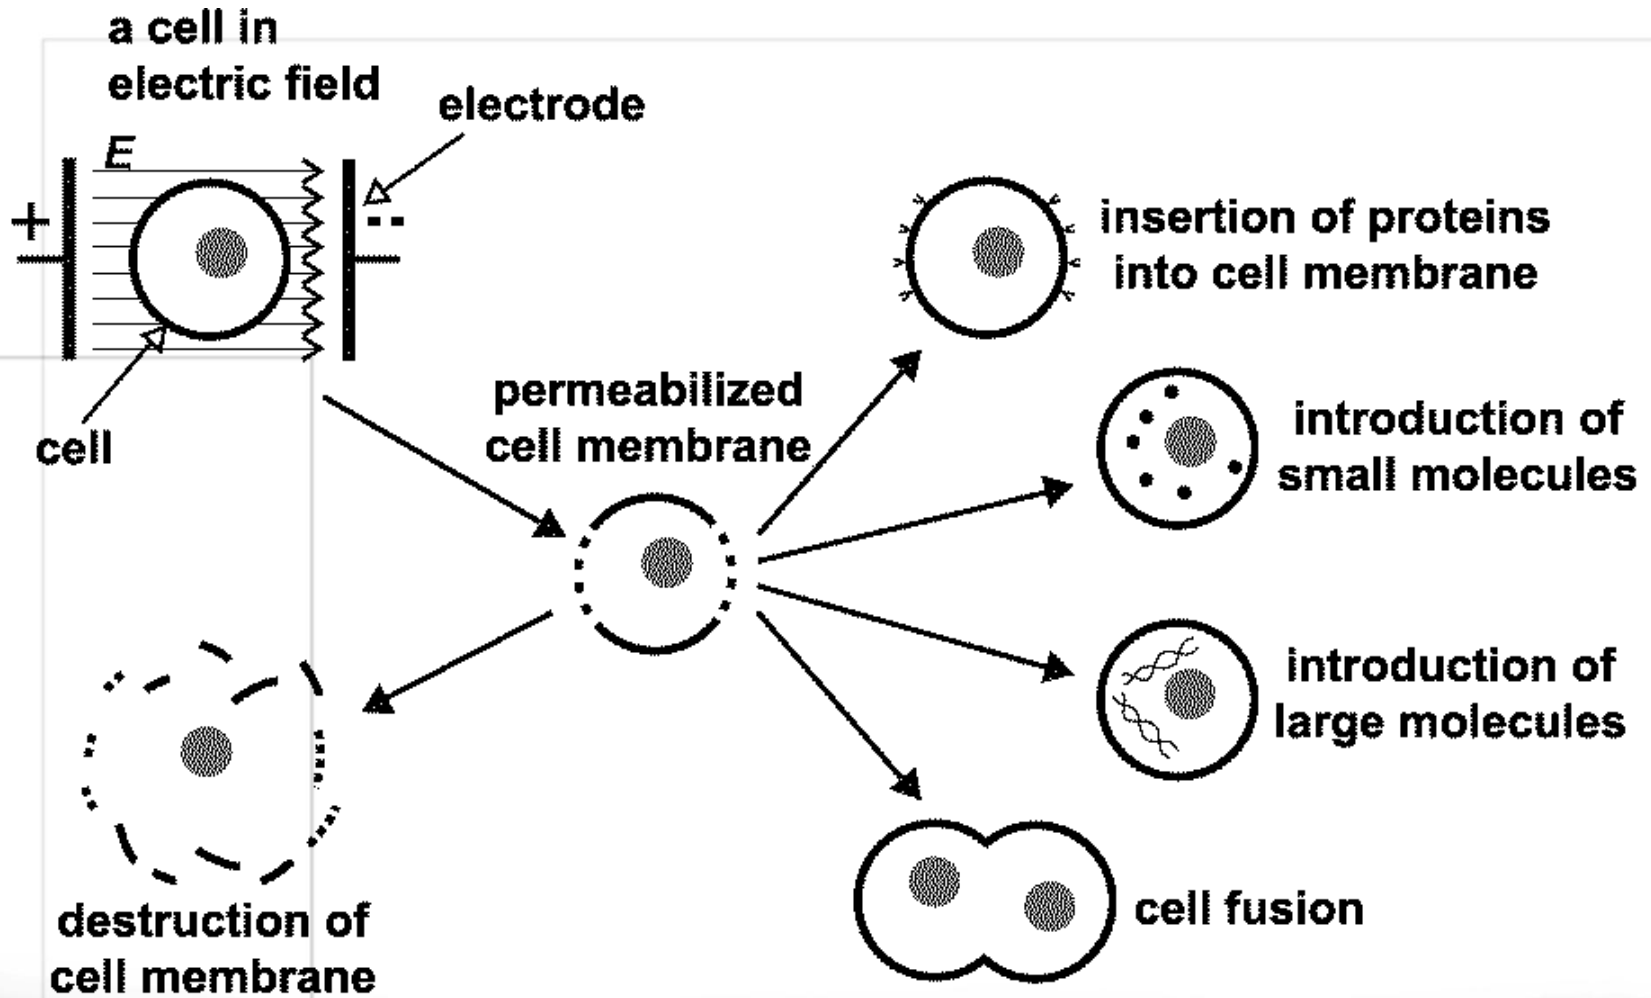 a cell in
electric field
electrode
E
+
--
cell
permeabilized
cell membrane
insertion of proteins
into cell membrane
introduction of
small molecules
introduction of
large molecules
cell fusion
destruction of
cell membrane